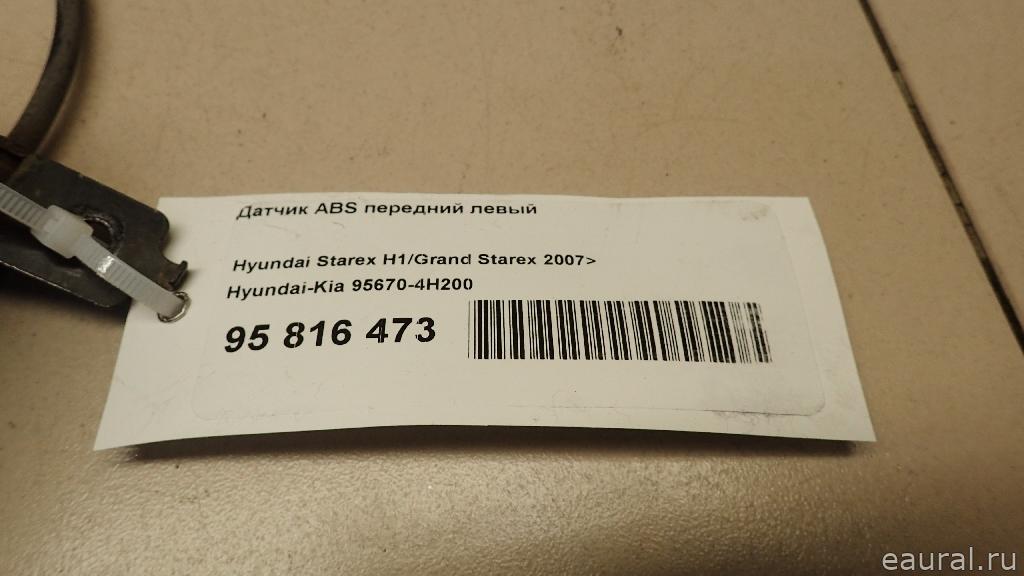 Датчик ABS передний левый
Hyundai Starex H1/Grand Starex 2007>
Hyundai-Kia 95670-4H200
95 816 473
eaural.ru